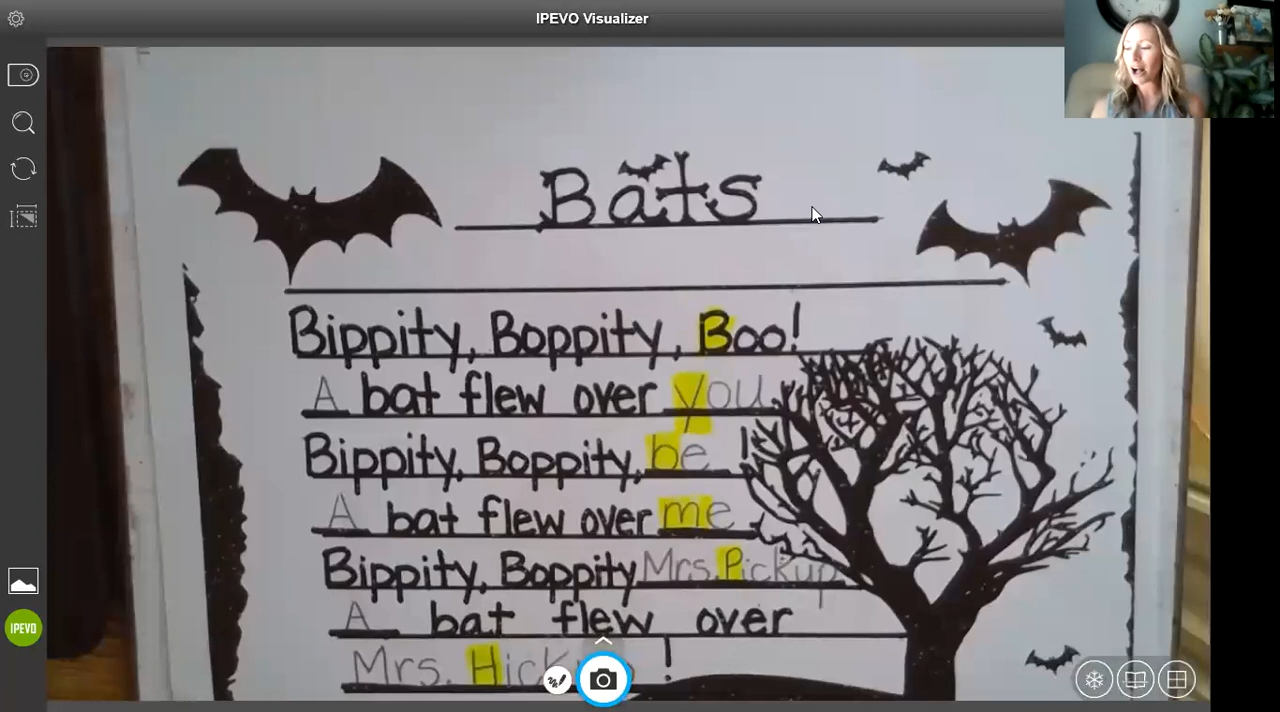 IPEVO Visualizer
Bats
Bippity, Boppity, Boo!
A bat flew over you
Bippity, Boppity, be !
A bat flew over me
Bippity, Boppity Mrs. Pickup
A bat flew over
Mrs. !
IPEVO